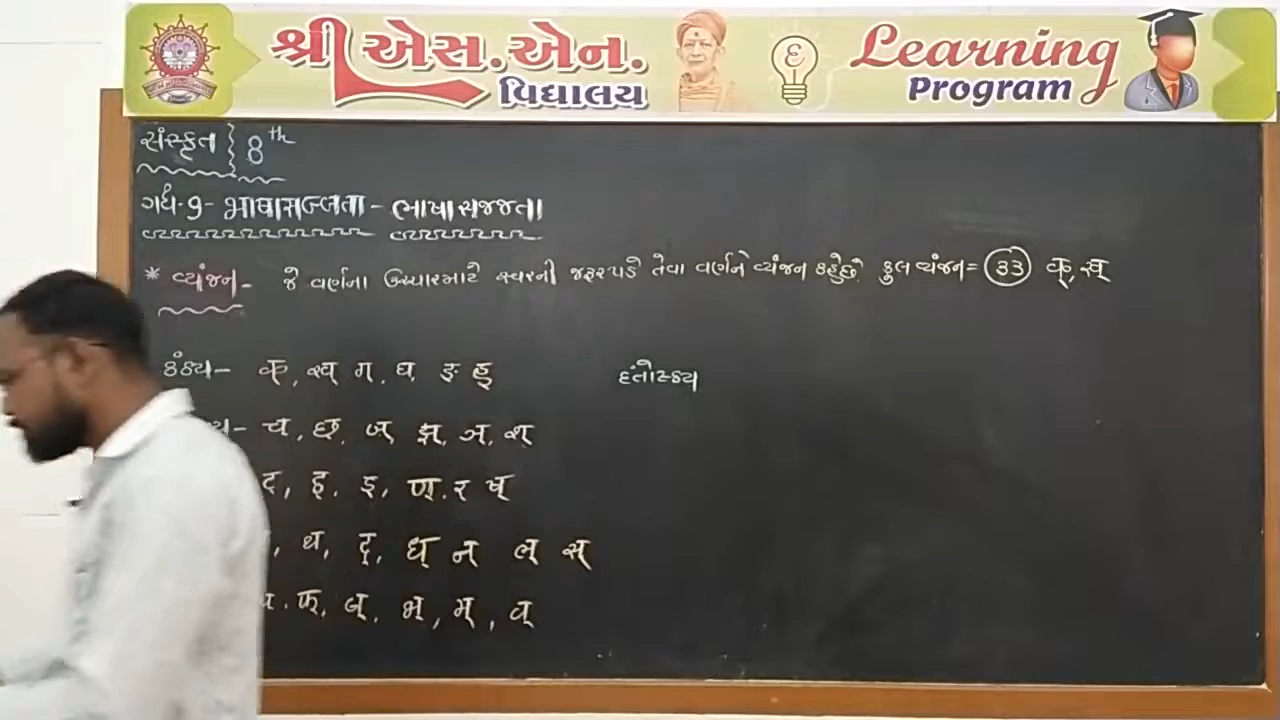 શ્રી એસ. એન. વિદ્યાલય
Learning Program
સંસ્કૃત 8th
ગદ્ય-૧- भाषासज्जता - ભાષાસજ્જતા
* વ્યંજન- જે વર્ણના ઉચ્ચારમાટે સ્વરની જરૂર પડે તેવા વર્ણને વ્યંજન કહેછે. કુલ વ્યંજન= ૩૩ क्, ख्
કંઠ્ય- क्, ख् ग्, घ्, ङ् ह्
દંતોસ્ઠ્ય
च्, छ्, ज्, झ्, ञ्, श्
ण्, र् ष्
थ्, द्, ध् न् ल् स्
फ्, ब्, भ्, म्, व्